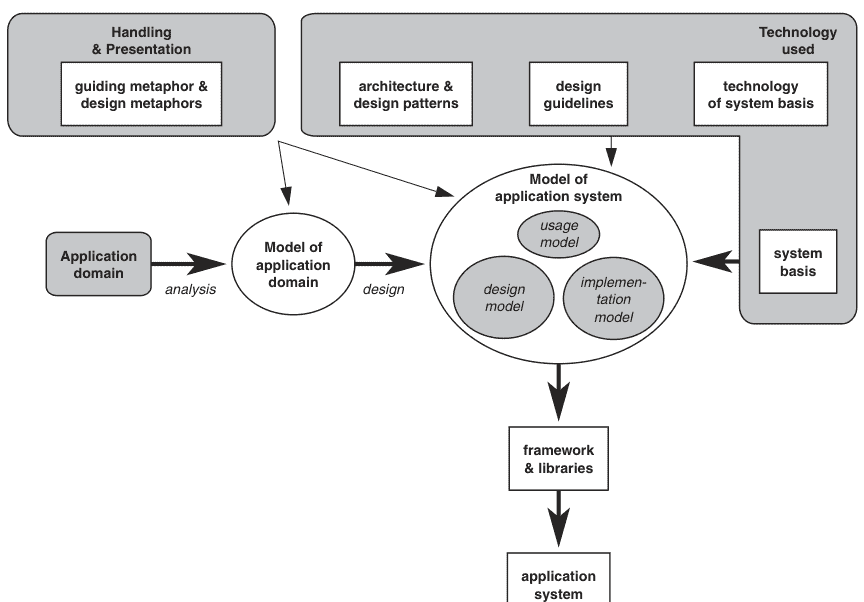 Handling
& Presentation
guiding metaphor &
design metaphors
Technology
used
architecture &
design patterns
design
guidelines
technology
of system basis
Model of
application system
usage
model
design
model
implemen-
tation
model
Application
domain
analysis
Model of
application
domain
design
system
basis
framework
& libraries
application
system